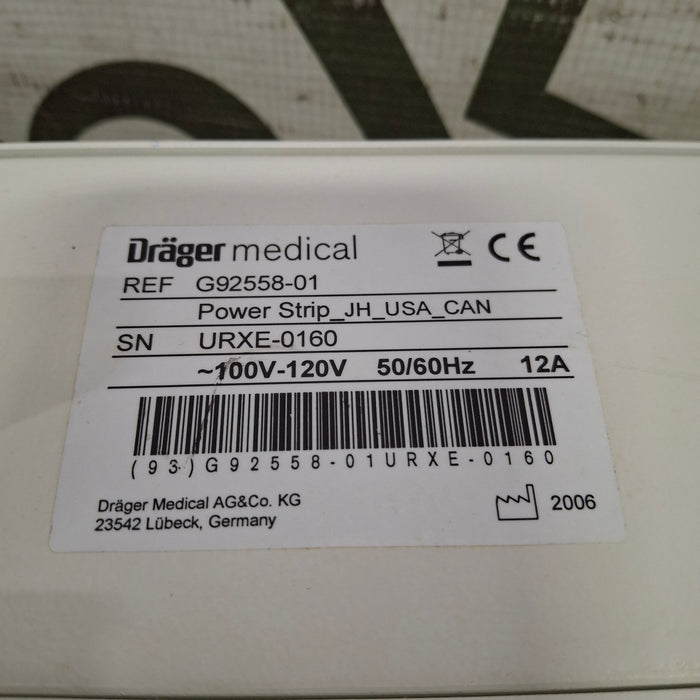 Dräger medical CE
REF G92558-01
Power Strip_JH_USA_CAN
SN URXE-0160
~100V-120V 50/60Hz 12A
(93)G92558-01URXE-0160
Dräger Medical AG&Co. KG
23542 Lübeck, Germany
2006